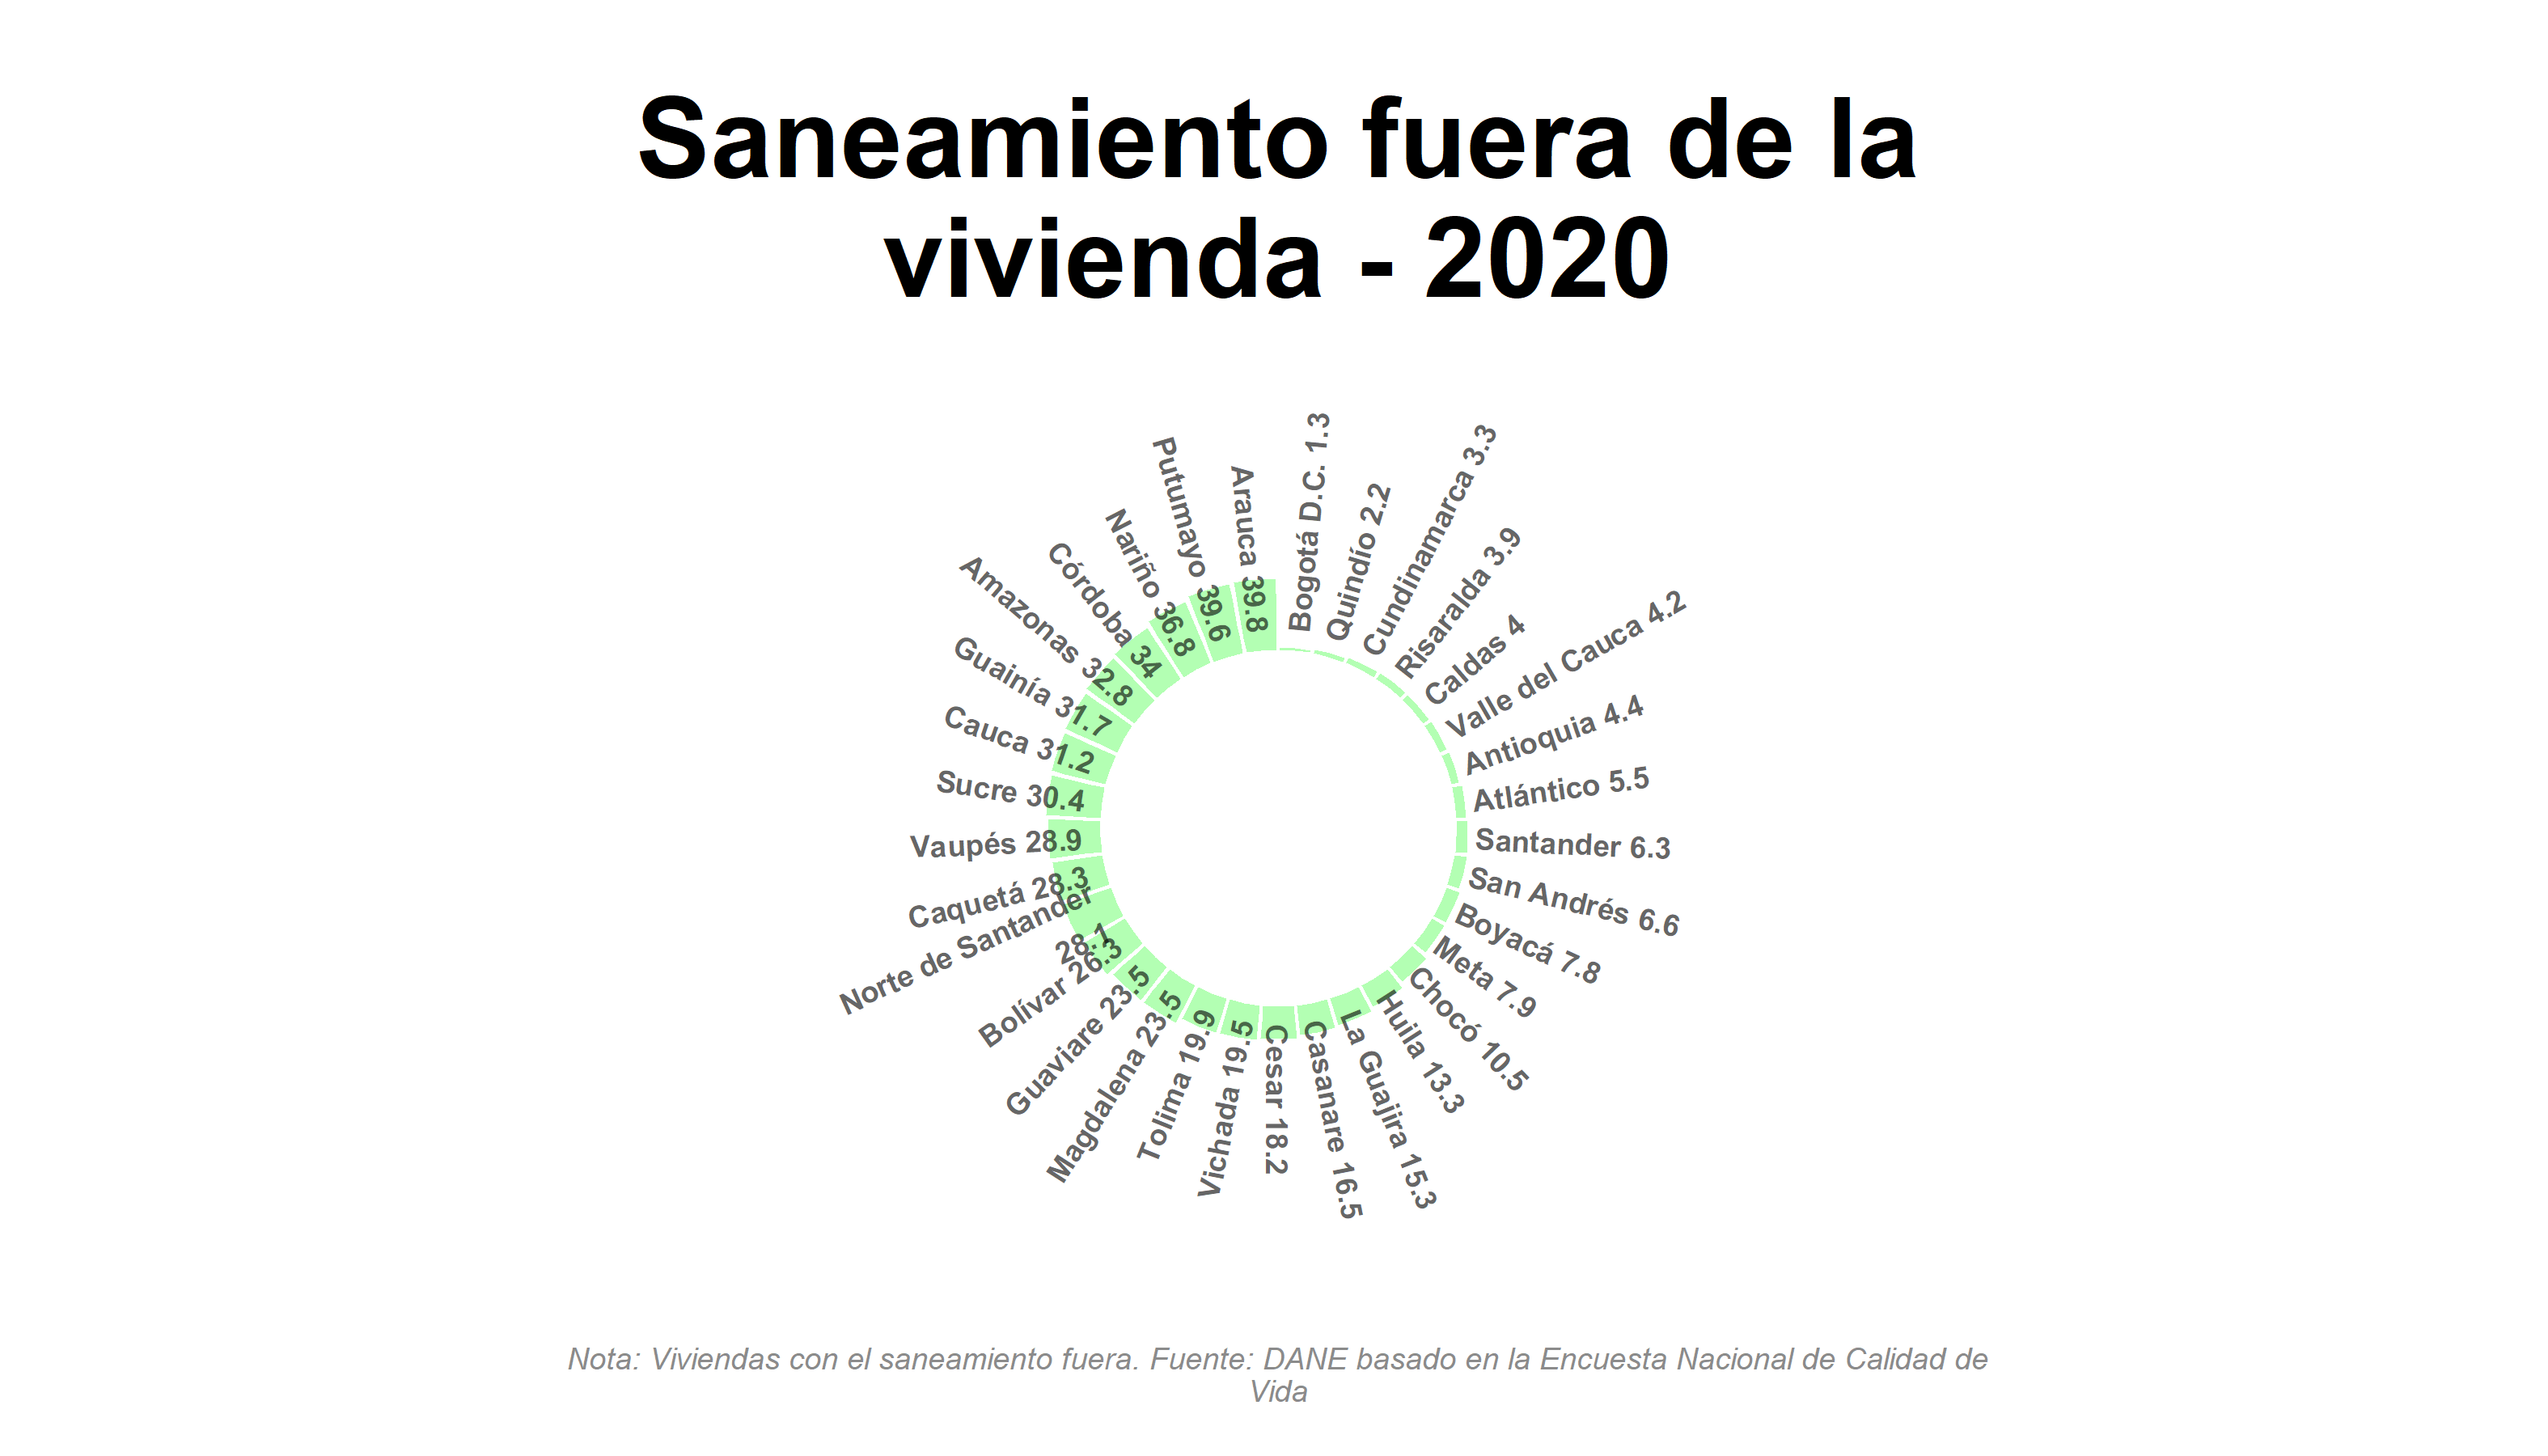 Saneamiento fuera de la
vivienda - 2020
Bogotá D.C. 1.3
Quindío 2.2
Cundinamarca 3.3
Risaralda 3.9
Caldas 4
Valle del Cauca 4.2
Antioquia 4.4
Atlántico 5.5
Santander 6.3
San Andrés 6.6
Boyacá 7.8
Meta 7.9
Chocó 10.5
Huila 13.3
La Guajira 15.3
Casanare 16.5
Cesar 18.2
Vichada 19.5
Tolima 19.9
Magdalena 23.5
Guaviare 23.5
Bolívar 26.3
Norte de Santander
28.1
Caquetá 28.3
Vaupés 28.9
Sucre 30.4
Cauca 31.2
Guainía 31.7
Amazonas 32.8
Córdoba
34
Nariño 36.8
Putumayo 39.6
Arauca 39.8
Nota: Viviendas con el saneamiento fuera. Fuente: DANE basado en la Encuesta Nacional de Calidad de
Vida